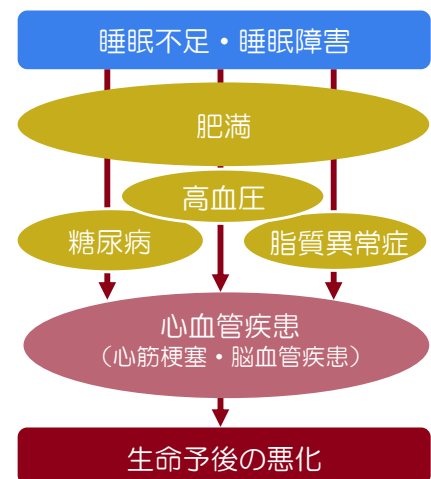 睡眠不足・睡眠障害
肥満
高血圧
糖尿病
脂質異常症
心血管疾患
（心筋梗塞・脳血管疾患）
生命予後の悪化